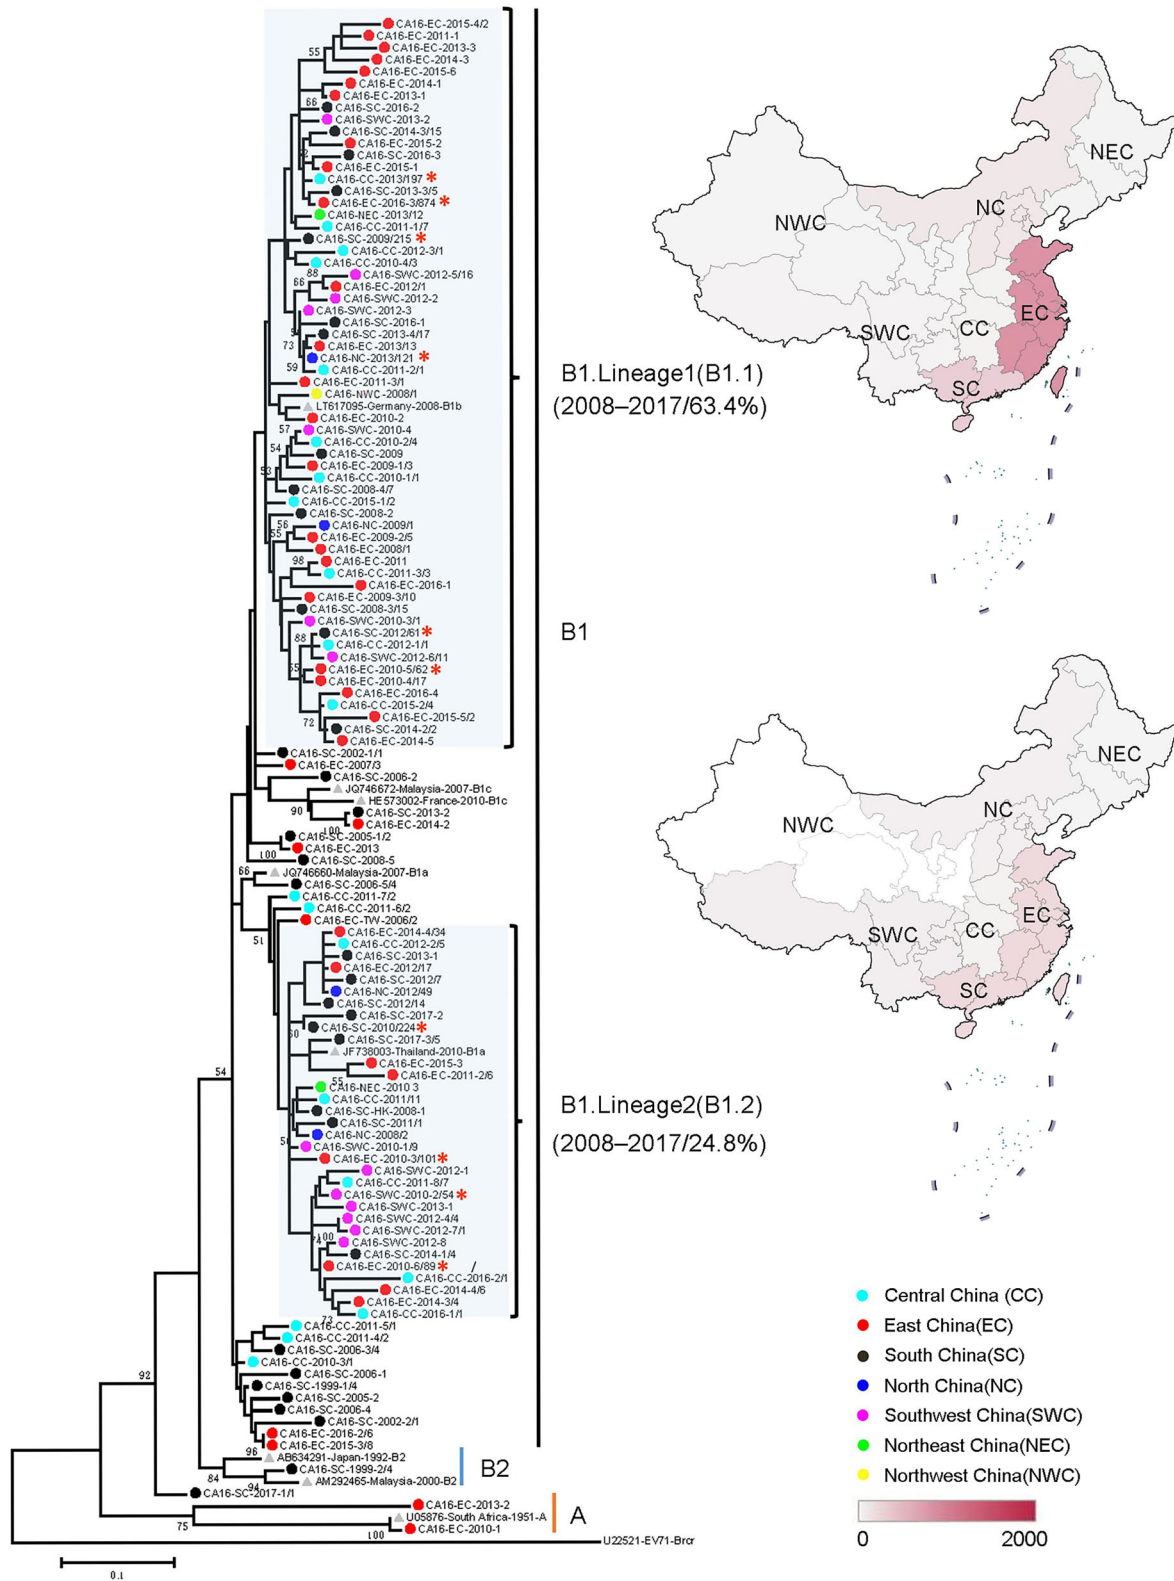 CA16-EC-2015-4/2
CA16-EC-2011-1
CA16-EC-2013-3
55
CA16-EC-2014-3
CA16-EC-2015-6
CA16-EC-2014-1
CA16-EC-2013-1
66
CA16-SC-2016-2
CA16-SWC-2013-2
CA16-SC-2014-3/15
CA16-EC-2015-2
CA16-SC-2016-3
CA16-EC-2015-1
CA16-CC-2013/197 *
CA16-SC-2013-3/5
CA16-EC-2016-3/874 *
CA16-NEC-2013/12
CA16-CC-2011-1/7
CA16-SC-2009/215 *
CA16-CC-2012-3/1
CA16-CC-2010-4/3
88
CA16-SWC-2012-5/16
66
CA16-EC-2012/1
CA16-SWC-2012-2
CA16-SWC-2012-3
CA16-SC-2016-1
CA16-SC-2013-4/17
73
CA16-EC-2013/13
CA16-NC-2013/121 *
59
CA16-CC-2011-2/1
CA16-EC-2011-3/1
CA16-NWC-2008/1
LT617095-Germany-2008-B1b
CA16-EC-2010-2
57
CA16-SWC-2010-4
CA16-CC-2010-2/4
54
CA16-SC-2009
53
CA16-EC-2009-1/3
CA16-CC-2010-1/1
CA16-SC-2008-4/7
CA16-CC-2015-1/2
CA16-SC-2008-2
56
CA16-NC-2009/1
55
CA16-EC-2009-2/5
CA16-EC-2008/1
98
CA16-EC-2011
CA16-CC-2011-3/3
CA16-EC-2016-1
CA16-EC-2009-3/10
CA16-SC-2008-3/15
CA16-SWC-2010-3/1
CA16-SC-2012/61 *
88
CA16-CC-2012-1/1
CA16-SWC-2012-6/11
55
CA16-EC-2010-5/62 *
CA16-EC-2010-4/17
CA16-EC-2016-4
CA16-CC-2015-2/4
72
CA16-EC-2015-5/2
CA16-SC-2014-2/2
CA16-EC-2014-5
CA16-SC-2002-1/1
CA16-EC-2007/3
CA16-SC-2006-2
JQ746672-Malaysia-2007-B1c
HE573002-France-2010-B1c
90
CA16-SC-2013-2
100
CA16-EC-2014-2
CA16-SC-2005-1/2
CA16-EC-2013
100
CA16-SC-2008-5
66
JQ746660-Malaysia-2007-B1a
CA16-SC-2006-5/4
CA16-CC-2011-7/2
CA16-CC-2011-6/2
CA16-EC-TW-2006/2
51
CA16-EC-2014-4/34
CA16-CC-2012-2/5
CA16-SC-2013-1
CA16-EC-2012/17
CA16-SC-2012/7
CA16-NC-2012/49
CA16-SC-2012/14
CA16-SC-2017-2
60
CA16-SC-2010/224 *
CA16-SC-2017-3/5
JF738003-Thailand-2010-B1a
CA16-EC-2015-3
55
CA16-EC-2011-2/6
54
CA16-NEC-2010 3
CA16-CC-2011/11
CA16-SC-HK-2008-1
CA16-SC-2011/1
CA16-NC-2008/2
CA16-SWC-2010-1/9
CA16-EC-2010-3/101 *
CA16-SWC-2012-1
CA16-CC-2011-8/7
CA16-SWC-2010-2/54 *
CA16-SWC-2013-1
CA16-SWC-2012-4/4
CA16-SWC-2012-7/1
100
CA16-SWC-2012-8
CA16-SC-2014-1/4
CA16-EC-2010-6/89 * /
CA16-CC-2016-2/1
CA16-EC-2014-4/6
CA16-EC-2014-3/4
73
CA16-CC-2016-1/1
CA16-CC-2011-5/1
CA16-CC-2011-4/2
CA16-SC-2006-3/4
CA16-CC-2010-3/1
92
CA16-SC-2006-1
CA16-SC-1999-1/4
CA16-SC-2005-2
CA16-SC-2006-4
CA16-SC-2002-2/1
CA16-EC-2016-2/6
CA16-EC-2015-3/8
96
AB634291-Japan-1992-B2
84
CA16-SC-1999-2/4
94
AM292465-Malaysia-2000-B2
CA16-SC-2017-1/1
CA16-EC-2013-2
75
U05876-South Africa-1951-A
100
CA16-EC-2010-1
U22521-EV71-Brcr
0.1
B1
B2
A
B1.Lineage1(B1.1)
(2008–2017/63.4%)
B1.Lineage2(B1.2)
(2008–2017/24.8%)
NEC
NC
NWC
EC
CC
SWC
SC
NEC
NC
NWC
EC
CC
SWC
SC
Central China (CC)
East China(EC)
South China(SC)
North China(NC)
Southwest China(SWC)
Northeast China(NEC)
Northwest China(NWC)
0 2000